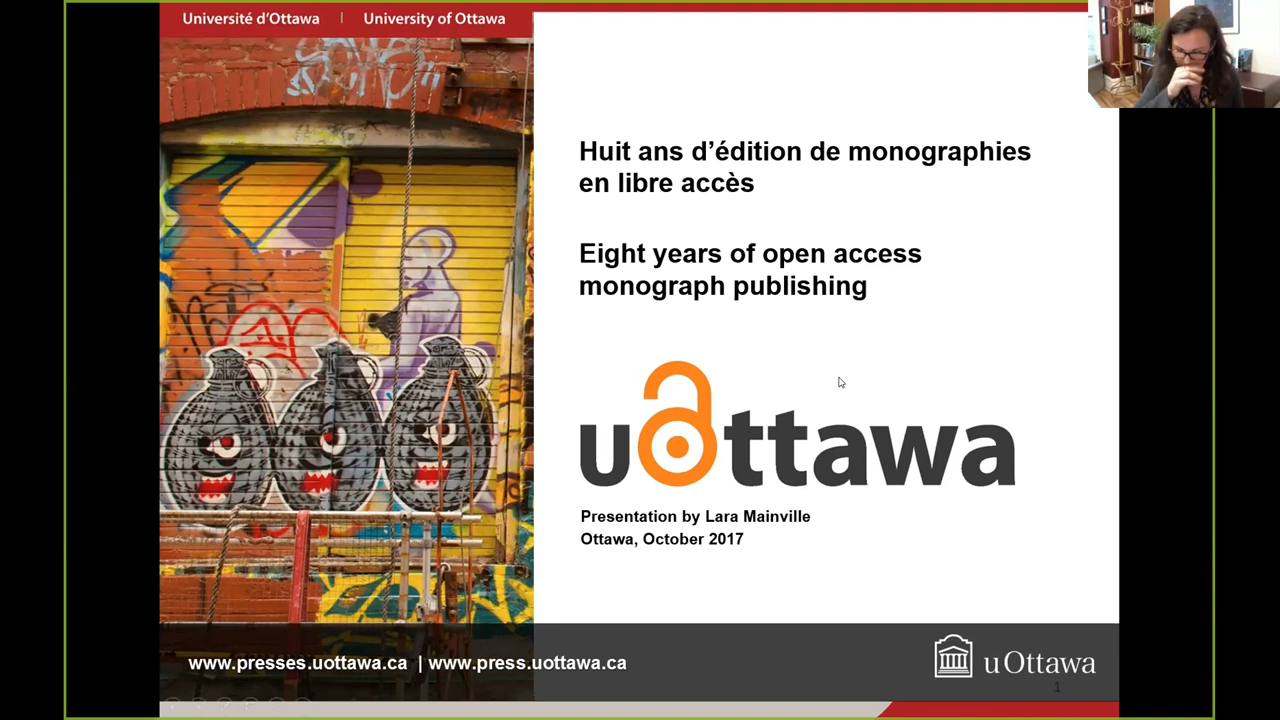 Université d'Ottawa | University of Ottawa
Huit ans d'édition de monographies
en libre accès
Eight years of open access
monograph publishing
uOttawa
Presentation by Lara Mainville
Ottawa, October 2017
www.presses.uottawa.ca | www.press.uottawa.ca
uOttawa
1